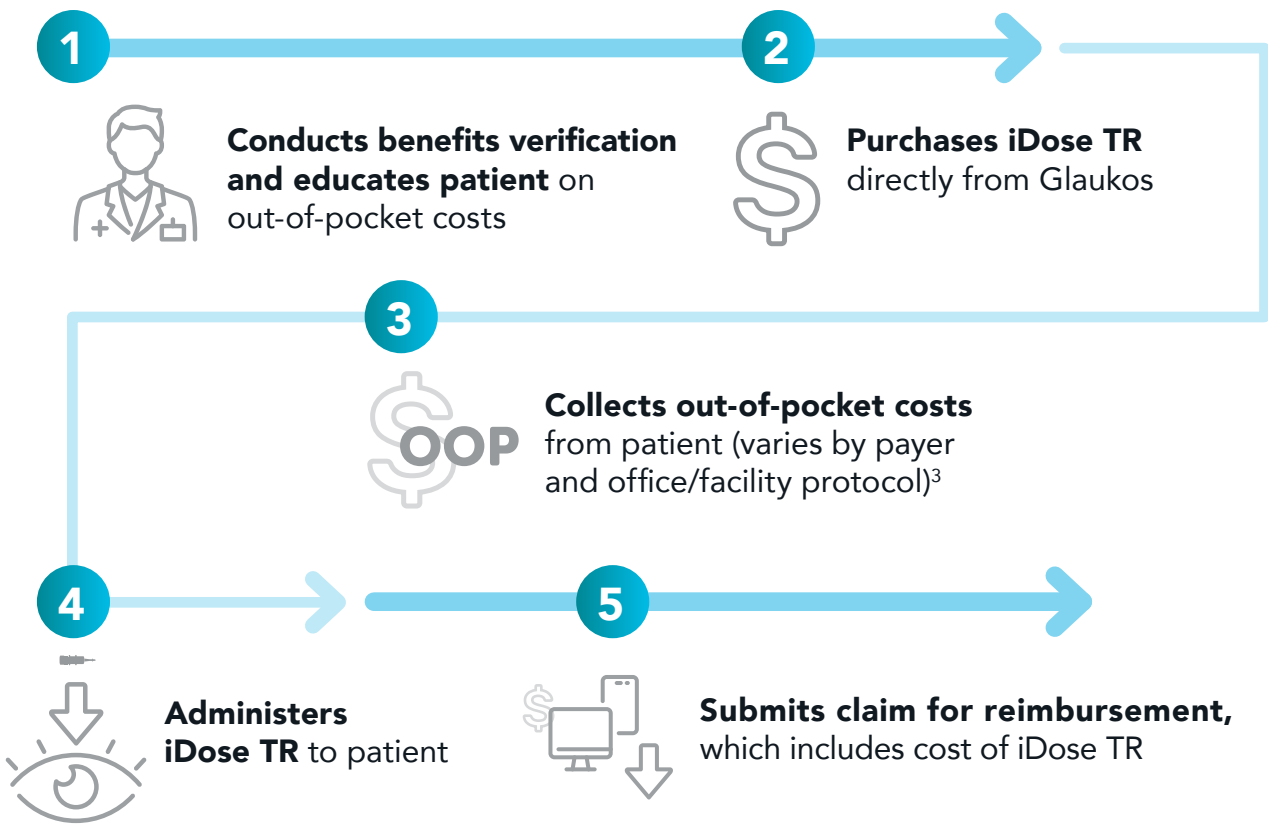 1
2
Conducts benefits verification
and educates patient on
out-of-pocket costs
Purchases iDose TR
directly from Glaukos
3
OOP
Collects out-of-pocket costs
from patient (varies by payer
and office/facility protocol)³
4
5
Administers
iDose TR to patient
Submits claim for reimbursement,
which includes cost of iDose TR